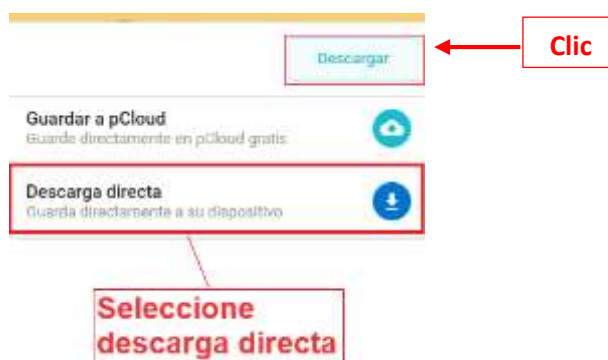 Descargar
Clic
Guardar a pCloud
Guarde directamente en pCloud gratis
Descarga directa
Guarda directamente a su dispositivo
Seleccione
descarga directa